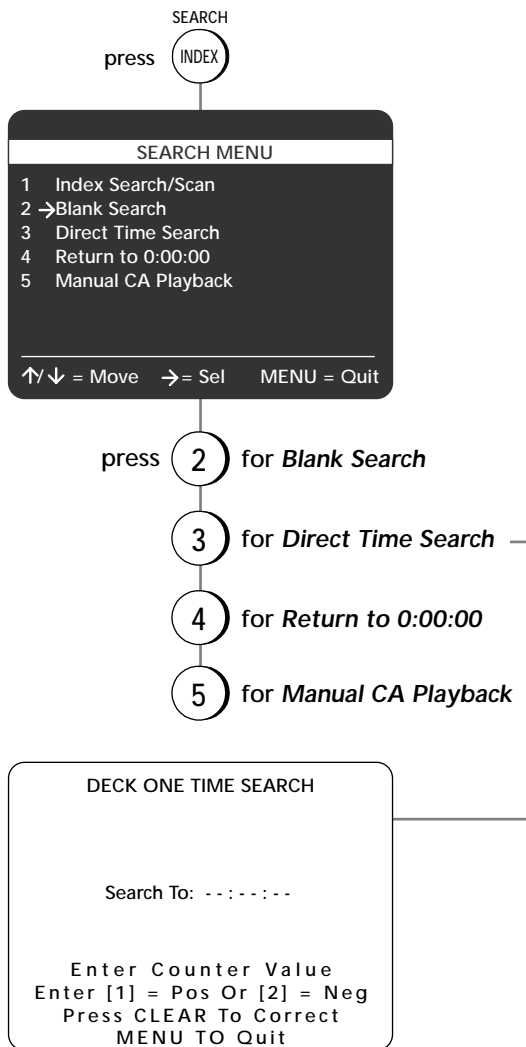 SEARCH
press INDEX
SEARCH MENU
1 Index Search/Scan
2 →Blank Search
3 Direct Time Search
4 Return to 0:00:00
5 Manual CA Playback
↑/↓ = Move →= Sel MENU = Quit
press 2 for Blank Search
3 for Direct Time Search
4 for Return to 0:00:00
5 for Manual CA Playback
DECK ONE TIME SEARCH
Search To: - - : - - : - -
Enter Counter Value
Enter [1] = Pos Or [2] = Neg
Press CLEAR To Correct
MENU TO Quit